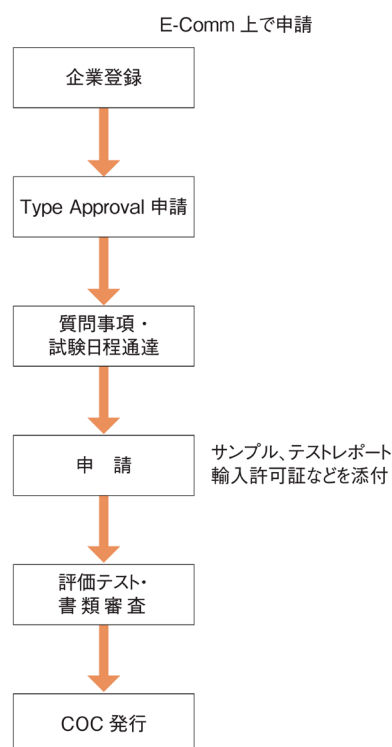 E-Comm 上で申請
企業登録
Type Approval 申請
質問事項・
試験日程通達
申　請
サンプル、テストレポート
輸入許可証などを添付
評価テスト・
書 類 審 査
COC 発行